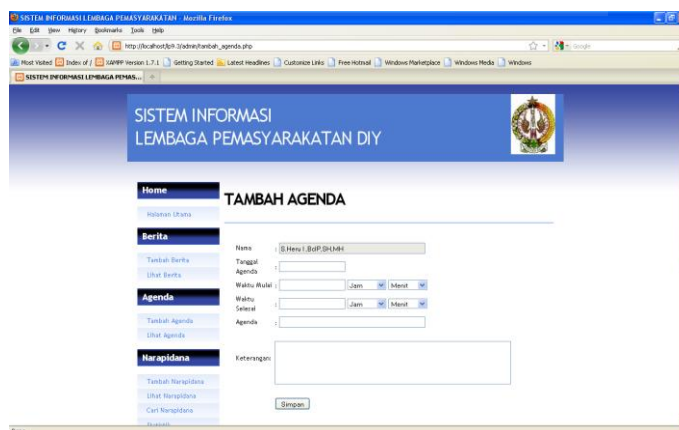 SISTEM INFORMASI LEMBAGA PEMASYARAKATAN - Mozilla Firefox
File Edit View History Bookmarks Tools Help
http://localhost/lp9.1/admin/tambah_agenda.php
Google
Most Visited Index of / XAMPP Version 1.7.1 Getting Started Latest Headlines Customize Links Free Hotmail Windows Marketplace Windows Media Windows
SISTEM INFORMASI LEMBAGA PEMAS...
SISTEM INFORMASI
LEMBAGA PEMASYARAKATAN DIY
Home
Halaman Utama
Berita
Tambah Berita
Lihat Berita
Agenda
Tambah Agenda
Lihat Agenda
Narapidana
Tambah Narapidana
Lihat Narapidana
Cari Narapidana
TAMBAH AGENDA
Nama : S.Heru I ,BcIP,SH,MH
Tanggal
Agenda :
Waktu Mulai : Jam Menit
Waktu
Selesai : Jam Menit
Agenda :
Keterangan:
Simpan